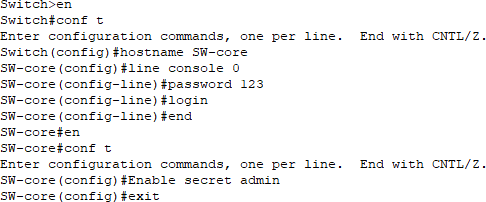 Switch>en
Switch#conf t
Enter configuration commands, one per line.  End with CNTL/Z.
Switch(config)#hostname SW-core
SW-core(config)#line console 0
SW-core(config-line)#password 123
SW-core(config-line)#login
SW-core(config-line)#end
SW-core#en
SW-core#conf t
Enter configuration commands, one per line.  End with CNTL/Z.
SW-core(config)#Enable secret admin
SW-core(config)#exit